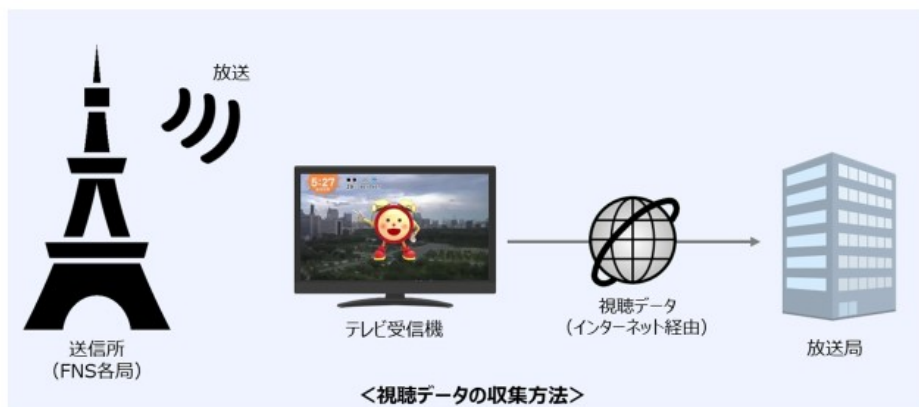 放送
5:27
テレビ受信機
視聴データ
(インターネット経由)
放送局
送信所
(FNS各局)
<視聴データの収集方法>